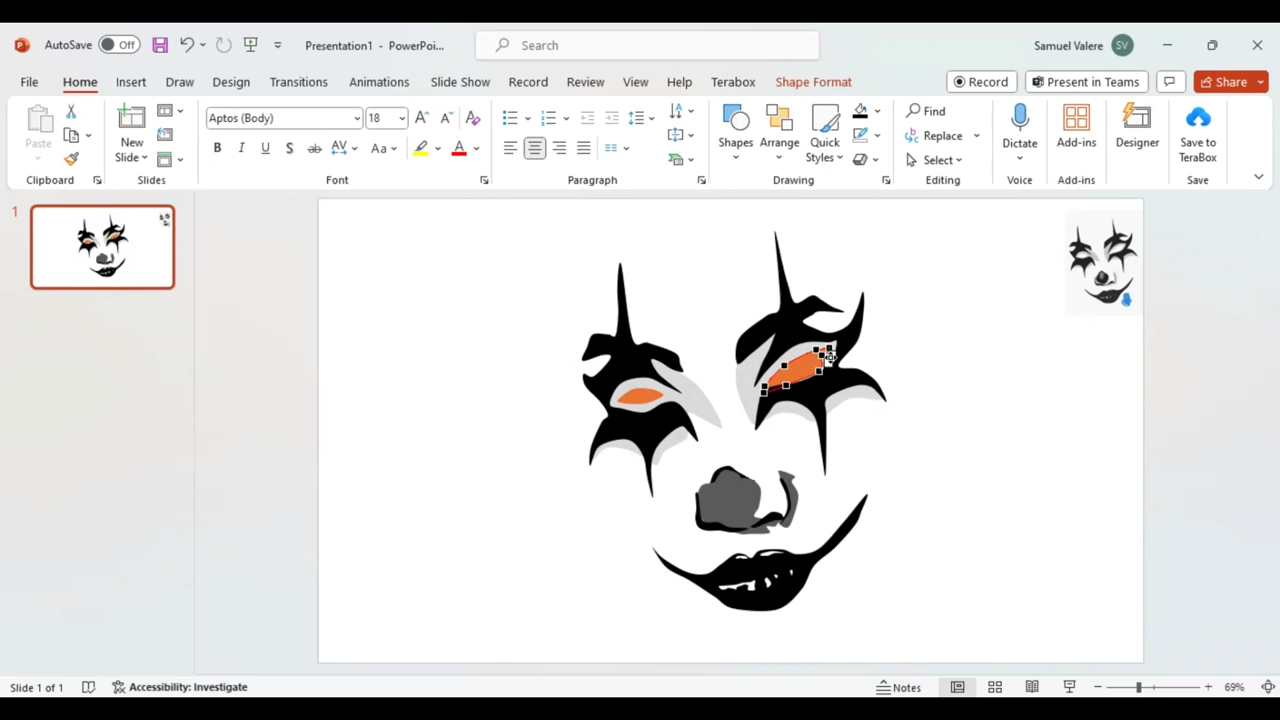 AutoSave Off Presentation1 - PowerPoi... Search Samuel Valere SV
File Home Insert Draw Design Transitions Animations Slide Show Record Review View Help Terabox Shape Format Record Present in Teams Share
Paste New Slide Aptos (Body) 18 Shapes Arrange Quick Styles Find Replace Select Dictate Add-ins Designer Save to TeraBox
B I U S ab AV Aa A
Clipboard Slides Font Paragraph Drawing Editing Voice Add-ins Save
1
Slide 1 of 1 Accessibility: Investigate Notes 69%